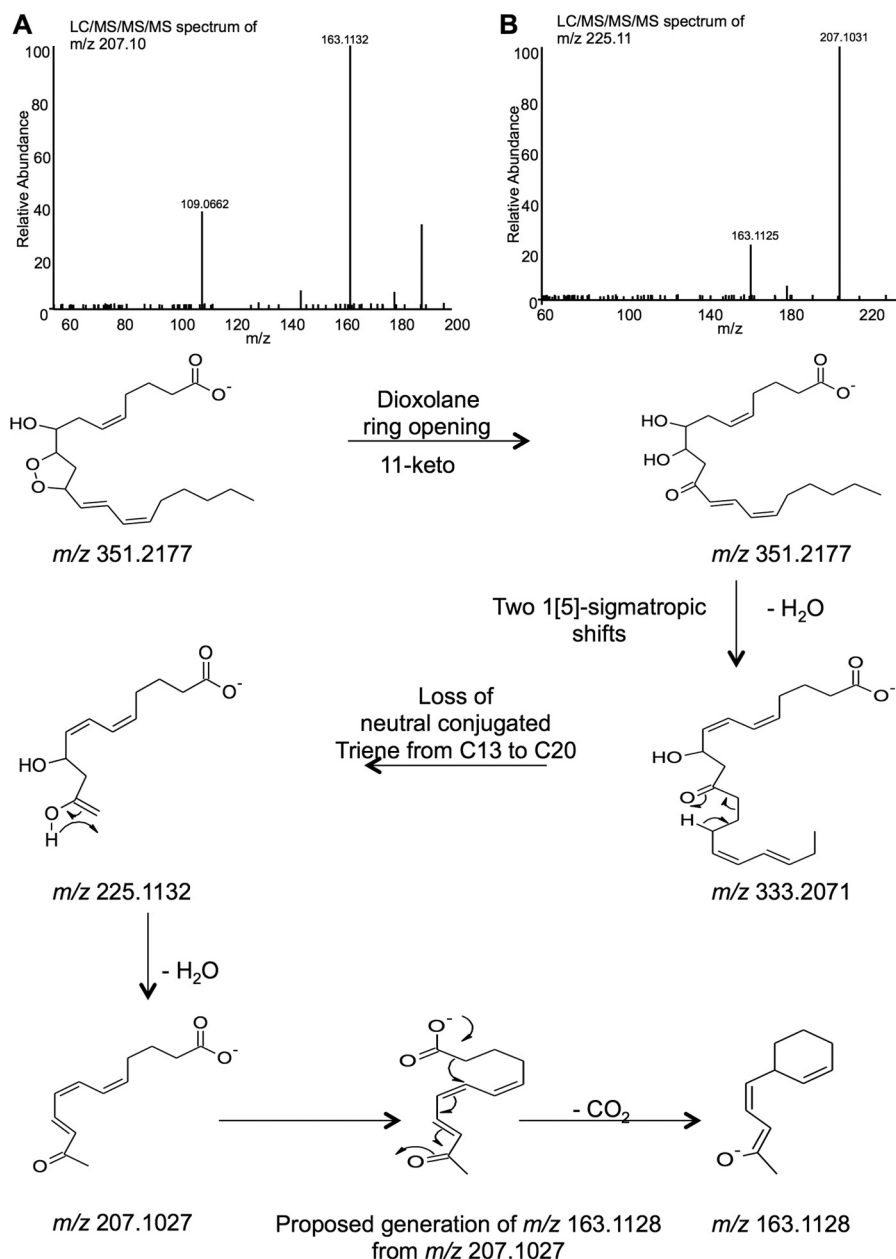 A
LC/MS/MS/MS spectrum of
m/z 207.10
Relative Abundance
100
80
60
40
20
0
163.1132
109.0662
60 80 100 120 140 160 180 200
m/z
B
LC/MS/MS/MS spectrum of
m/z 225.11
Relative Abundance
100
80
60
40
20
0
207.1031
163.1125
60 100 140 180 220
m/z
O
O-
HO
O
O
m/z 351.2177
Dioxolane
ring opening
11-keto
O
O-
HO
HO
O
m/z 351.2177
Two 1[5]-sigmatropic
shifts
- H2O
O
O-
HO
O
H
m/z 225.1132
Loss of
neutral conjugated
Triene from C13 to C20
O
O-
HO
O
H
m/z 333.2071
- H2O
O
O-
O
m/z 207.1027
O-
O
O
Proposed generation of m/z 163.1128
from m/z 207.1027
- CO2
O-
m/z 163.1128